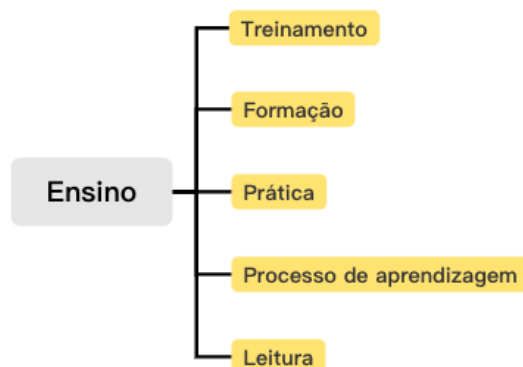 Ensino
Treinamento
Formação
Prática
Processo de aprendizagem
Leitura